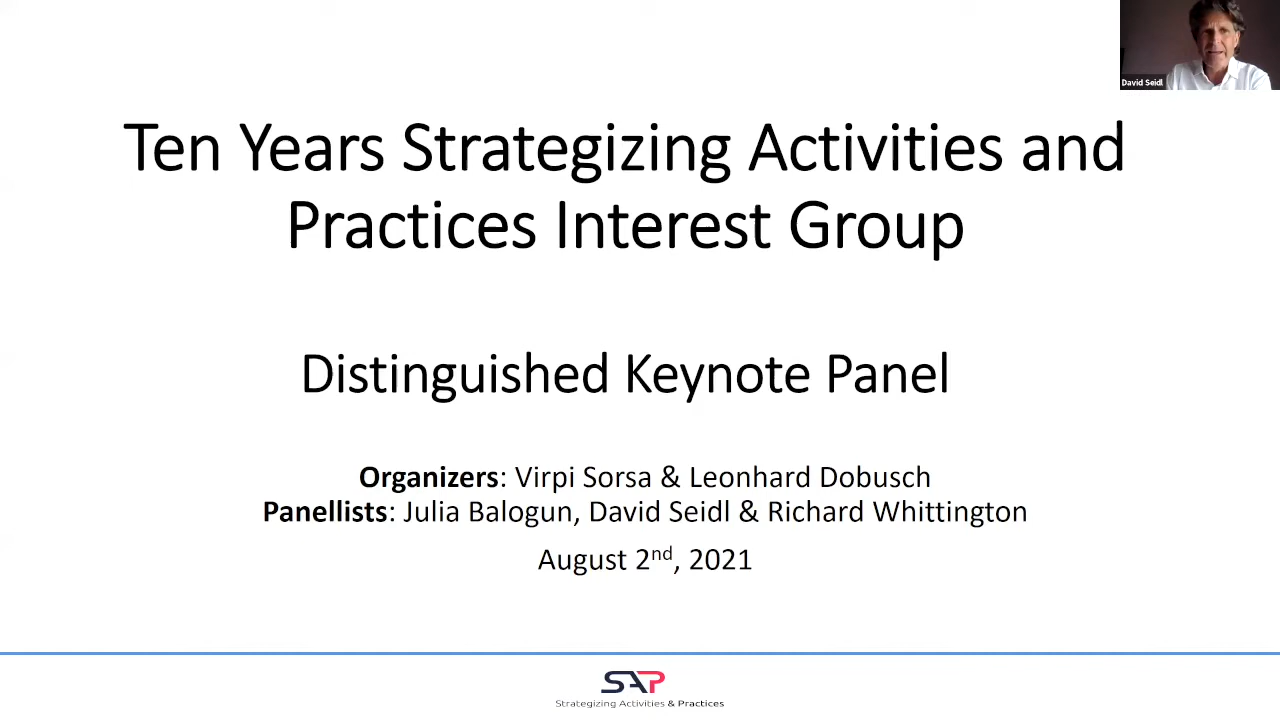 David Seidl
Ten Years Strategizing Activities and
Practices Interest Group
Distinguished Keynote Panel
Organizers: Virpi Sorsa & Leonhard Dobusch
Panellists: Julia Balogun, David Seidl & Richard Whittington
August 2nd, 2021
SAP
Strategizing Activities & Practices